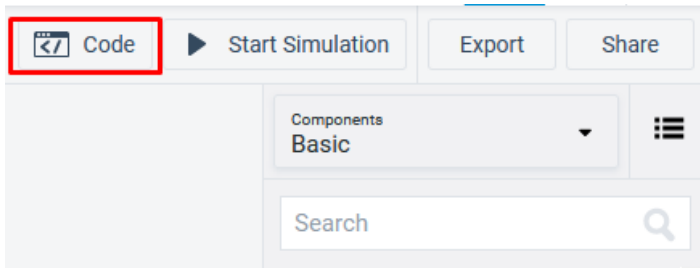 Code
Start Simulation
Export
Share
Components
Basic
Search